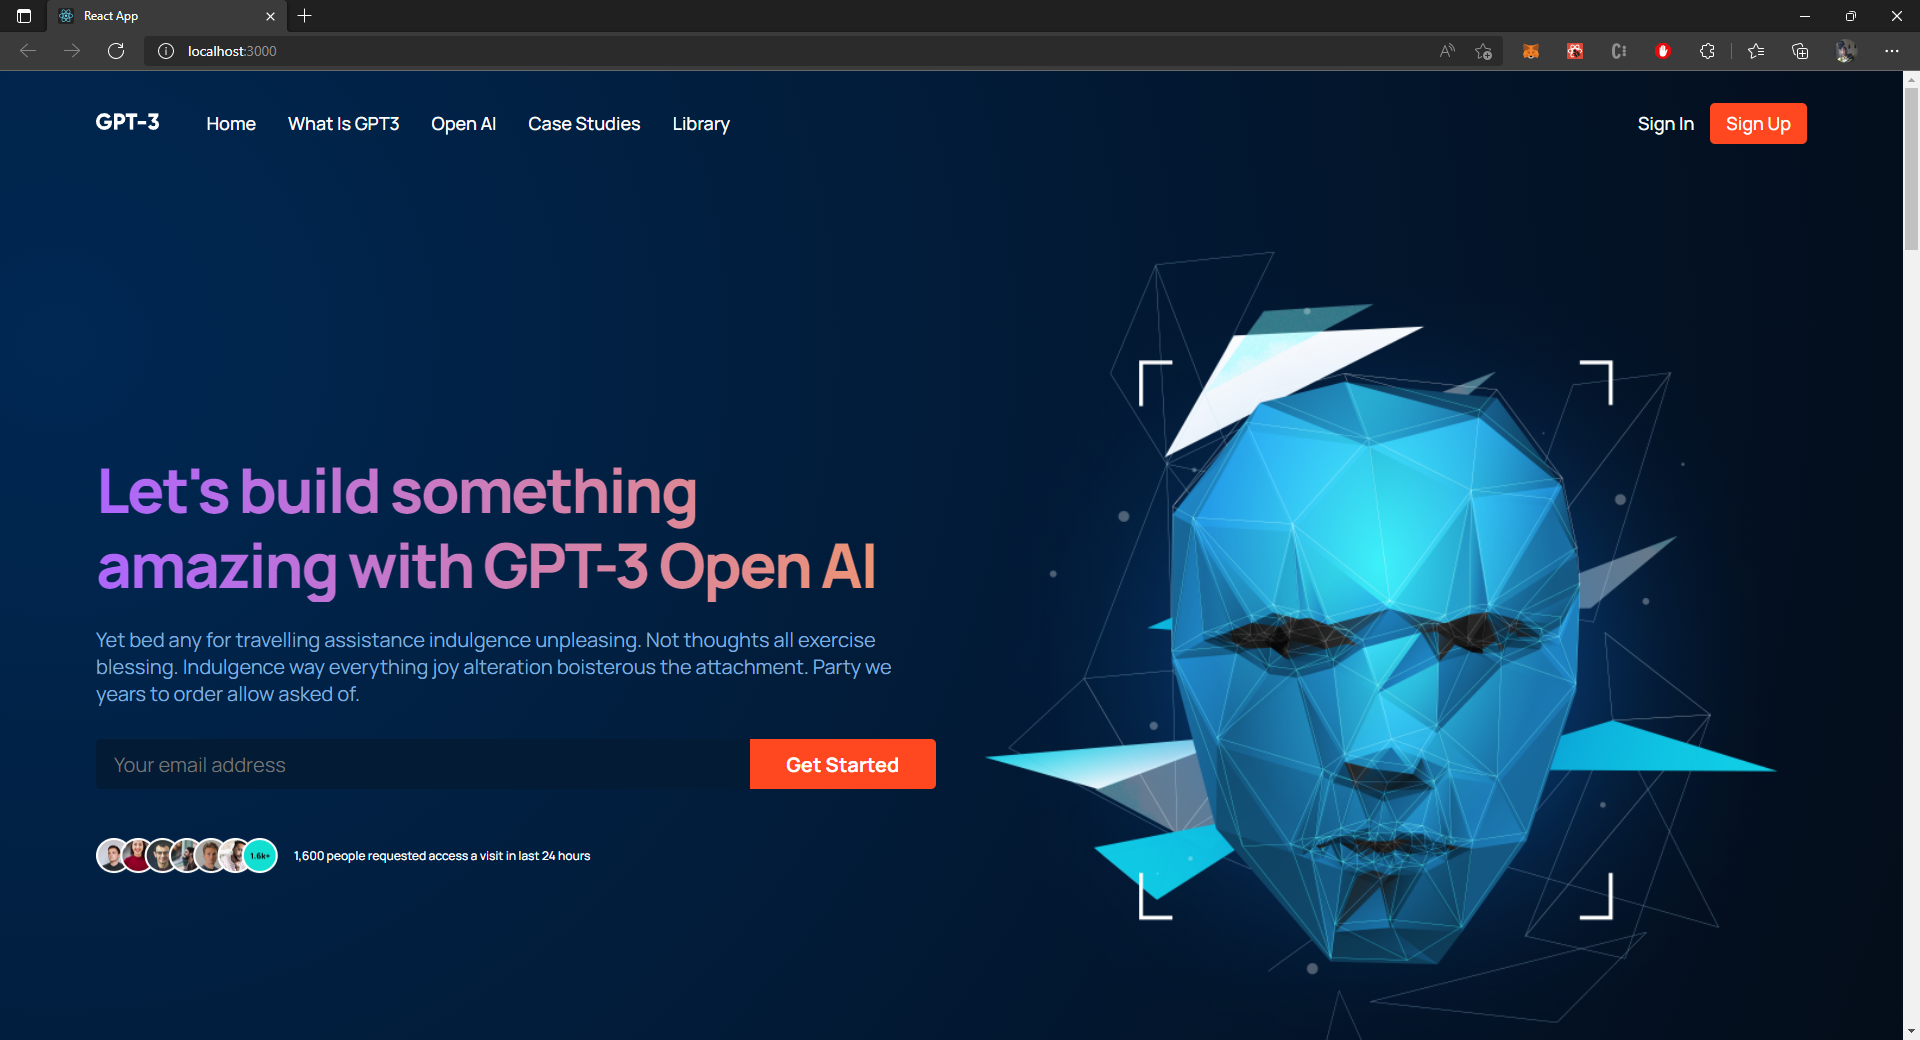 React App
localhost:3000
GPT-3 Home What Is GPT3 Open AI Case Studies Library Sign In Sign Up
Let's build something
amazing with GPT-3 Open AI
Yet bed any for travelling assistance indulgence unpleasing. Not thoughts all exercise
blessing. Indulgence way everything joy alteration boisterous the attachment. Party we
years to order allow asked of.
Your email address Get Started
1.6k+ 1,600 people requested access a visit in last 24 hours